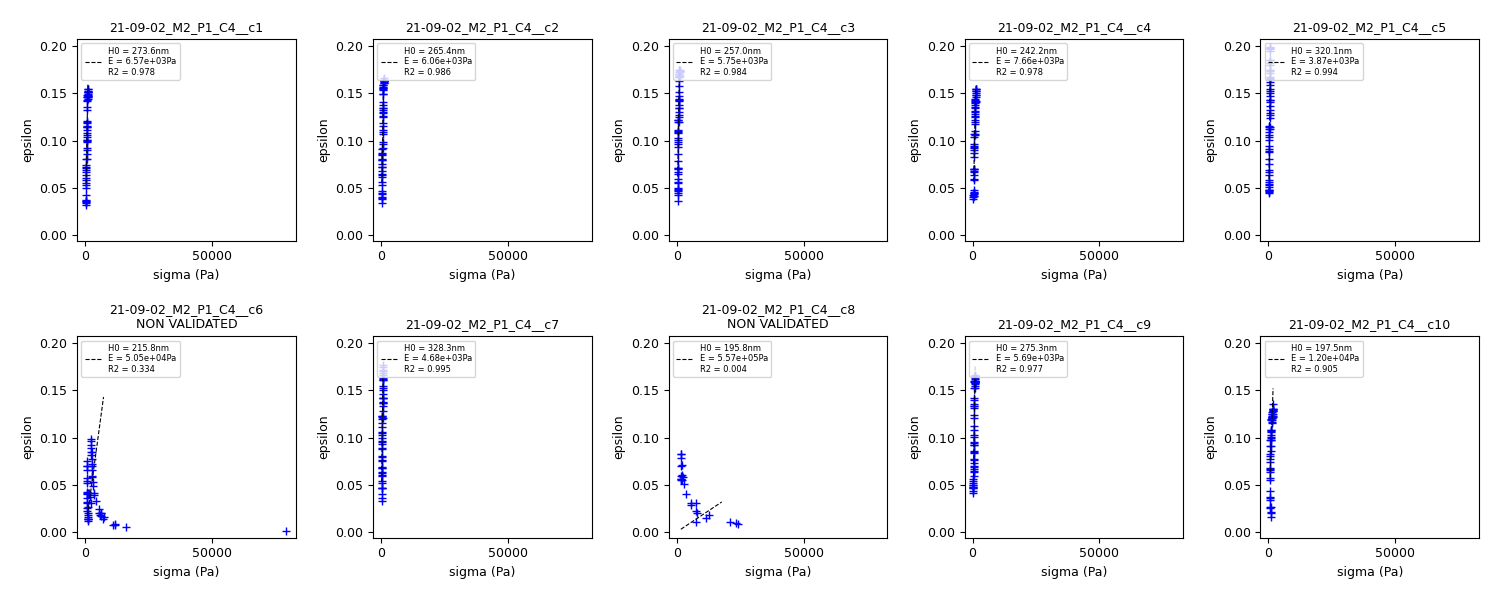 21-09-02_M2_P1_C4__c1
H0 = 273.6nm
E = 6.57e+03Pa
R2 = 0.978
0.20
0.15
0.10
0.05
0.00
epsilon
0
50000
sigma (Pa)
21-09-02_M2_P1_C4__c2
H0 = 265.4nm
E = 6.06e+03Pa
R2 = 0.986
0.20
0.15
0.10
0.05
0.00
epsilon
0
50000
sigma (Pa)
21-09-02_M2_P1_C4__c3
H0 = 257.0nm
E = 5.75e+03Pa
R2 = 0.984
0.20
0.15
0.10
0.05
0.00
epsilon
0
50000
sigma (Pa)
21-09-02_M2_P1_C4__c4
H0 = 242.2nm
E = 7.66e+03Pa
R2 = 0.978
0.20
0.15
0.10
0.05
0.00
epsilon
0
50000
sigma (Pa)
21-09-02_M2_P1_C4__c5
H0 = 320.1nm
E = 3.87e+03Pa
R2 = 0.994
0.20
0.15
0.10
0.05
0.00
epsilon
0
50000
sigma (Pa)
21-09-02_M2_P1_C4__c6
NON VALIDATED
H0 = 215.8nm
E = 5.05e+04Pa
R2 = 0.334
0.20
0.15
0.10
0.05
0.00
epsilon
0
50000
sigma (Pa)
21-09-02_M2_P1_C4__c7
H0 = 328.3nm
E = 4.68e+03Pa
R2 = 0.995
0.20
0.15
0.10
0.05
0.00
epsilon
0
50000
sigma (Pa)
21-09-02_M2_P1_C4__c8
NON VALIDATED
H0 = 195.8nm
E = 5.57e+05Pa
R2 = 0.004
0.20
0.15
0.10
0.05
0.00
epsilon
0
50000
sigma (Pa)
21-09-02_M2_P1_C4__c9
H0 = 275.3nm
E = 5.69e+03Pa
R2 = 0.977
0.20
0.15
0.10
0.05
0.00
epsilon
0
50000
sigma (Pa)
21-09-02_M2_P1_C4__c10
H0 = 197.5nm
E = 1.20e+04Pa
R2 = 0.905
0.20
0.15
0.10
0.05
0.00
epsilon
0
50000
sigma (Pa)